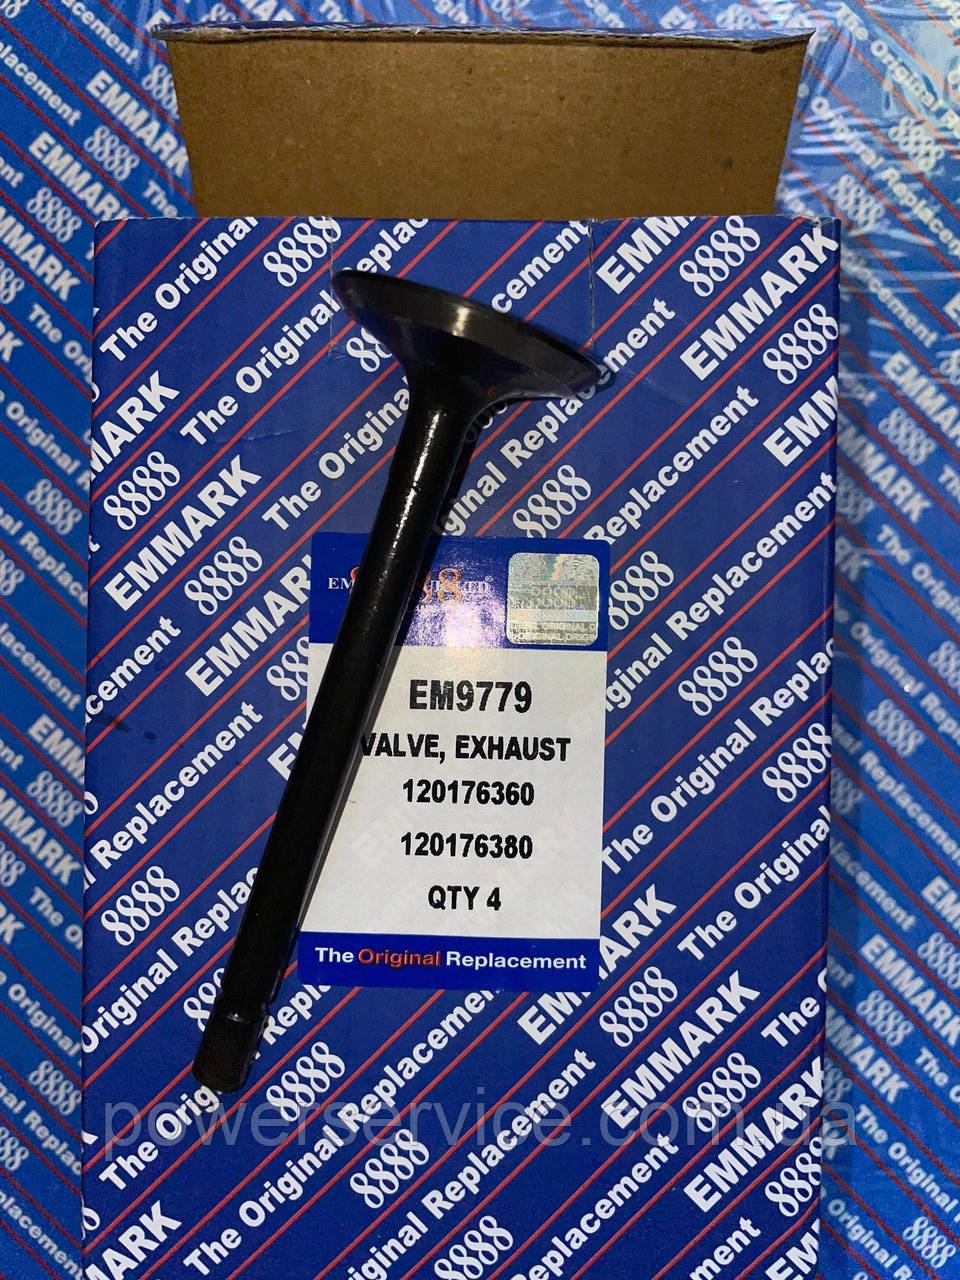 EM9779
VALVE, EXHAUST
120176360
120176380
QTY 4
The Original Replacement
EMMARK
8888
The Original Replacement
powerservice.com.ua